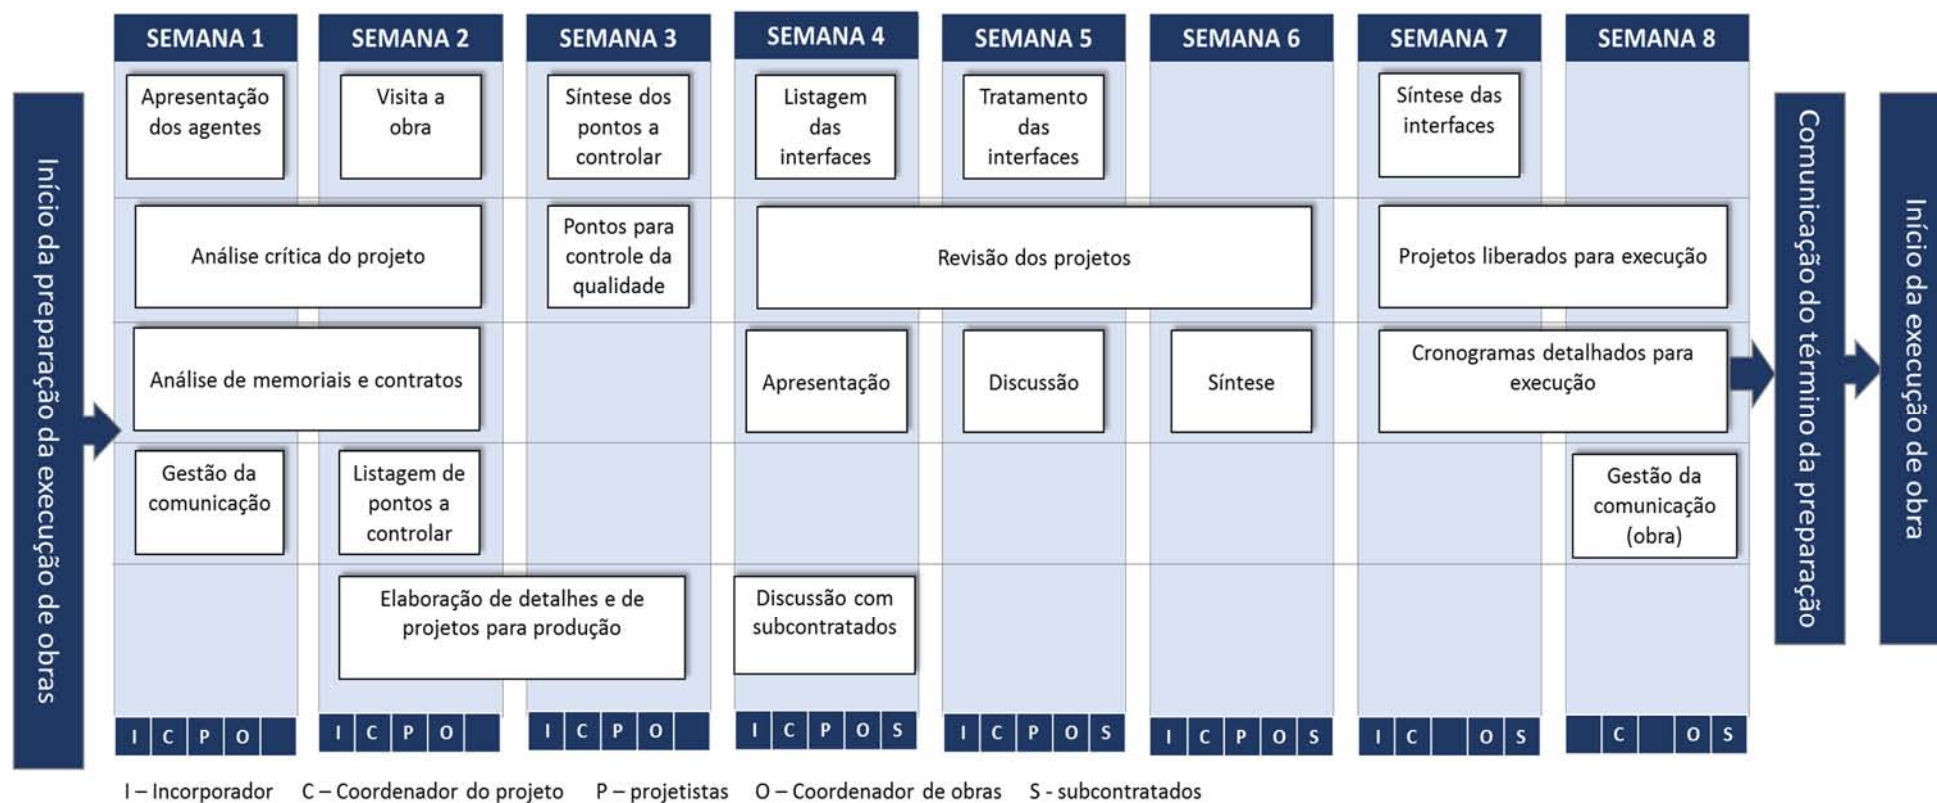 SEMANA 1
SEMANA 2
SEMANA 3
SEMANA 4
SEMANA 5
SEMANA 6
SEMANA 7
SEMANA 8
Início da preparação da execução de obras
Apresentação
dos agentes
Visita a
obra
Síntese dos
pontos a
controlar
Listagem
das
interfaces
Tratamento
das
interfaces
Síntese das
interfaces
Análise crítica do projeto
Pontos para
controle da
qualidade
Revisão dos projetos
Projetos liberados para execução
Análise de memoriais e contratos
Apresentação
Discussão
Síntese
Cronogramas detalhados para
execução
Gestão da
comunicação
Listagem de
pontos a
controlar
Gestão da
comunicação
(obra)
Elaboração de detalhes e de
projetos para produção
Discussão com
subcontratados
Comunicação do término da preparação
Início da execução de obra
I C P O
I C P O
I C P O
I C P O S
I C P O S
I C P O S
I C O S
C O S
I – Incorporador C – Coordenador do projeto P – projetistas O – Coordenador de obras S - subcontratados